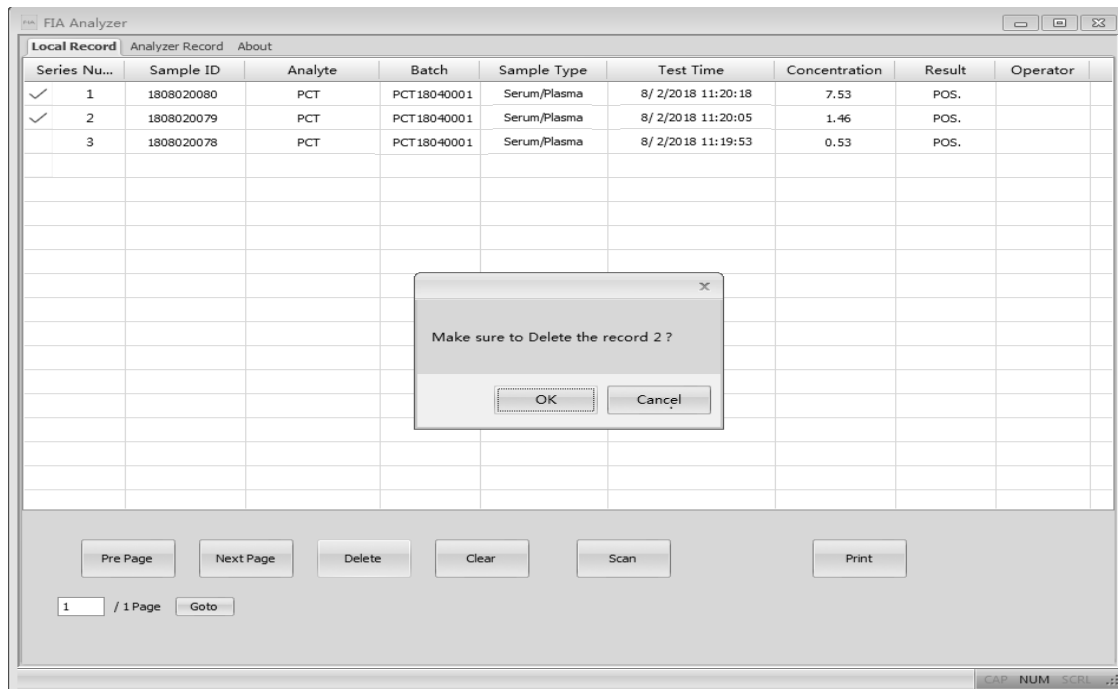 FIA FIA Analyzer
Local Record Analyzer Record About
Series Nu... Sample ID Analyte Batch Sample Type Test Time Concentration Result Operator
1 1808020080 PCT PCT18040001 Serum/Plasma 8/ 2/2018 11:20:18 7.53 POS.
2 1808020079 PCT PCT18040001 Serum/Plasma 8/ 2/2018 11:20:05 1.46 POS.
3 1808020078 PCT PCT18040001 Serum/Plasma 8/ 2/2018 11:19:53 0.53 POS.
Make sure to Delete the record 2 ?
OK Cancel
Pre Page Next Page Delete Clear Scan Print
1 / 1 Page Goto
CAP NUM SCRL